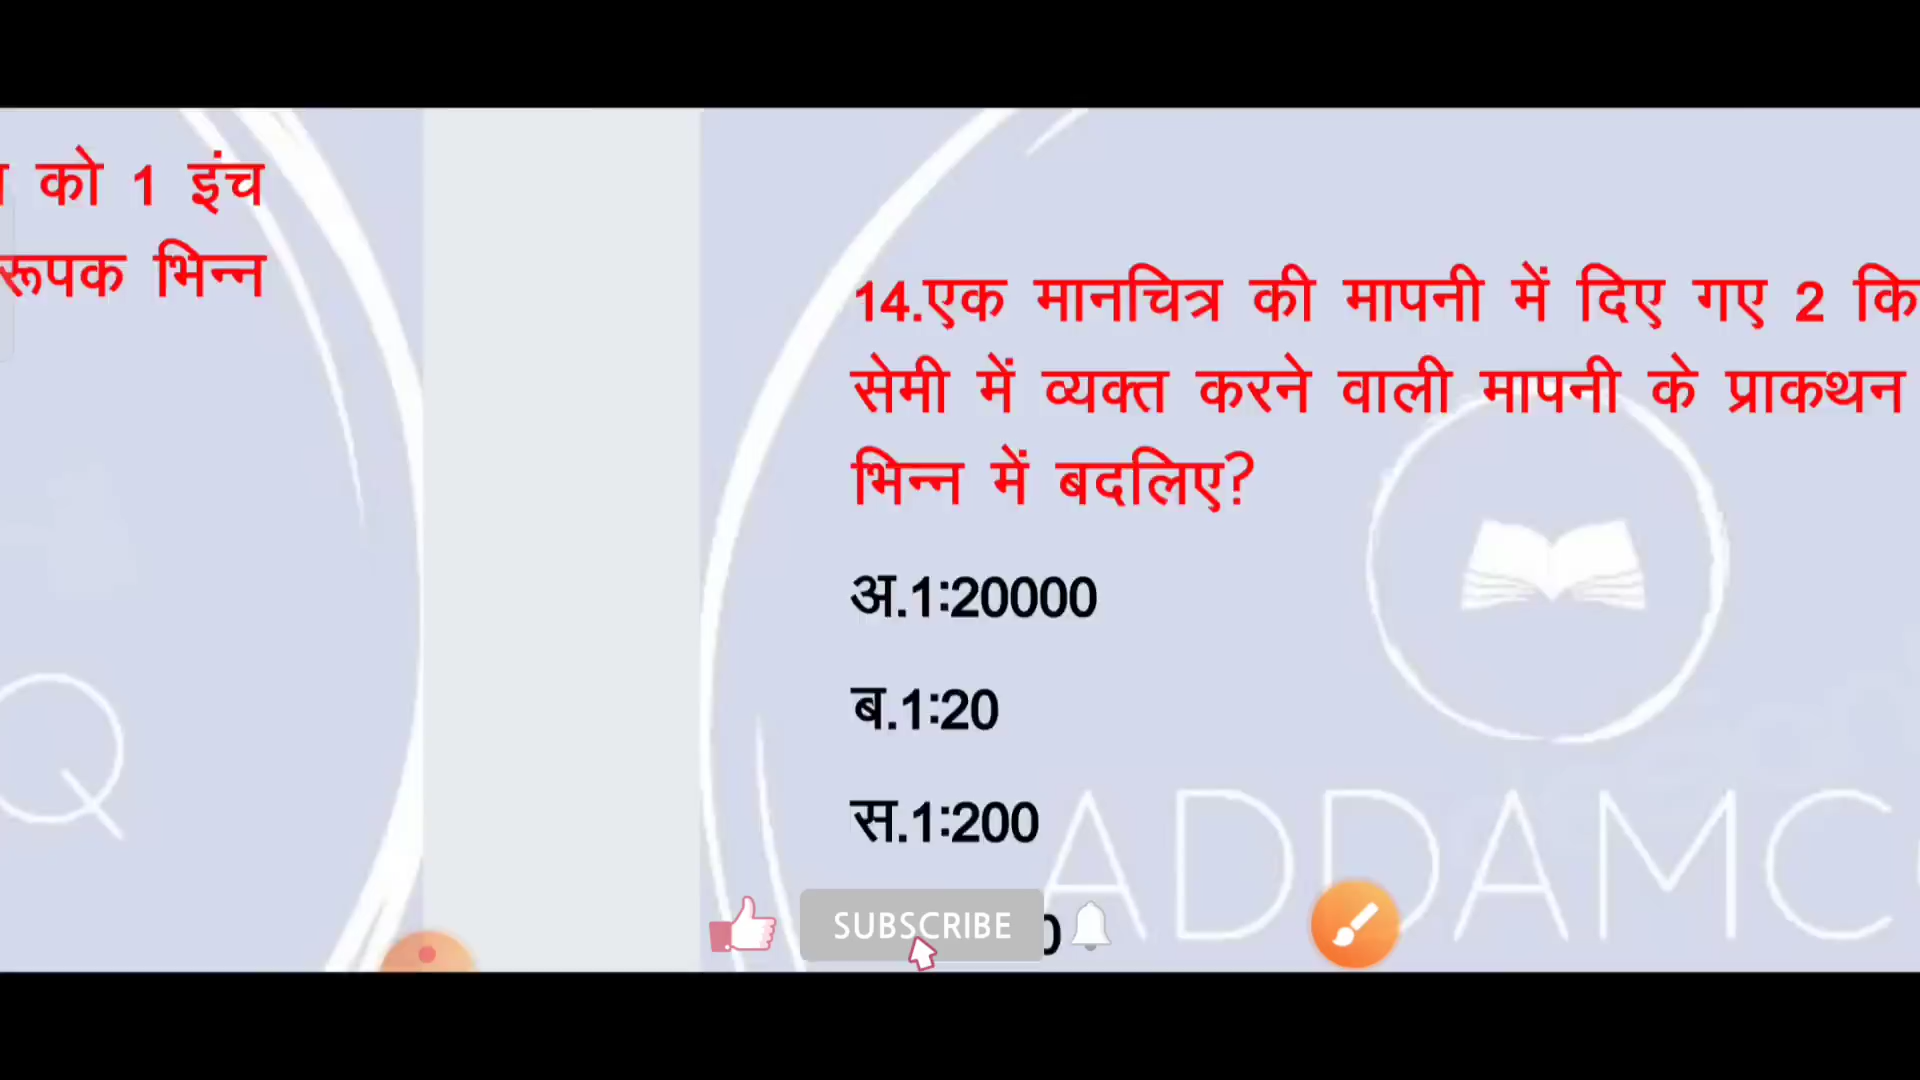 को 1 इंच
रूपक भिन्न
14.एक मानचित्र की मापनी में दिए गए 2 कि
सेमी में व्यक्त करने वाली मापनी के प्राकथन
भिन्न में बदलिए?
अ.1:20000
ब.1:20
स.1:200
SUBSCRIBE
Q
ADDAMC